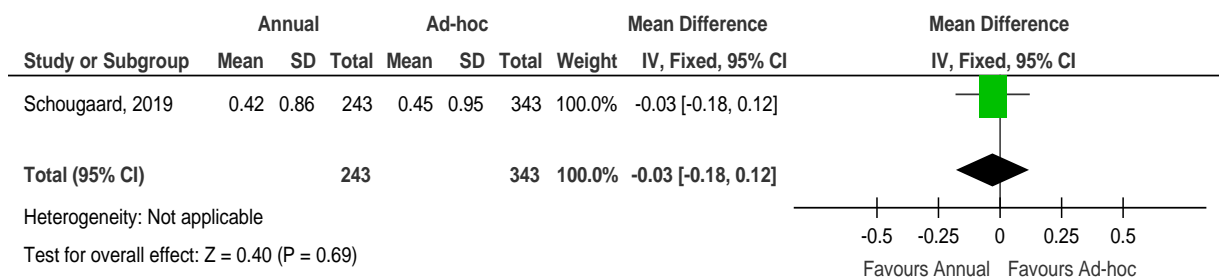 Annual Ad-hoc Mean Difference Mean Difference
Study or Subgroup Mean SD Total Mean SD Total Weight IV, Fixed, 95% CI IV, Fixed, 95% CI
Schougaard, 2019 0.42 0.86 243 0.45 0.95 343 100.0% -0.03 [-0.18, 0.12]
Total (95% CI) 243 343 100.0% -0.03 [-0.18, 0.12]
Heterogeneity: Not applicable
-0.5 -0.25 0 0.25 0.5
Test for overall effect: Z = 0.40 (P = 0.69)
Favours Annual Favours Ad-hoc